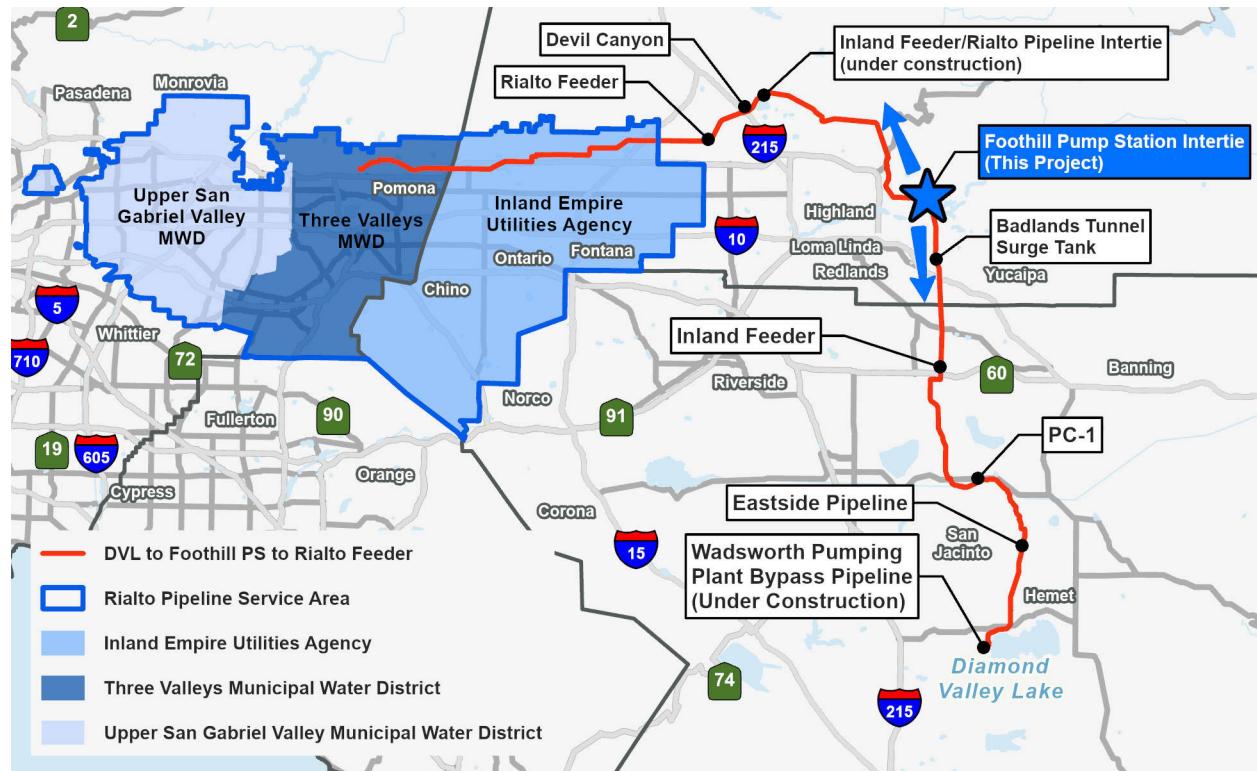 2
Devil Canyon
Inland Feeder/Rialto Pipeline Intertie
(under construction)
Monrovia
Pasadena
Rialto Feeder
215
Foothill Pump Station Intertie
(This Project)
Upper San
Gabriel Valley
MWD
Pomona
Three Valleys
MWD
Inland Empire
Utilities Agency
Fontana
Ontario
Chino
10
Highland
Loma Linda
Redlands
Yucaipa
Badlands Tunnel
Surge Tank
5
Whittier
710
72
Inland Feeder
60
Banning
Riverside
Norco
91
Fullerton
90
19
605
Orange
Cypress
Corona
PC-1
Eastside Pipeline
San
Jacinto
15
Wadsworth Pumping
Plant Bypass Pipeline
(Under Construction)
Hemet
Diamond
Valley Lake
74
215
DVL to Foothill PS to Rialto Feeder
Rialto Pipeline Service Area
Inland Empire Utilities Agency
Three Valleys Municipal Water District
Upper San Gabriel Valley Municipal Water District